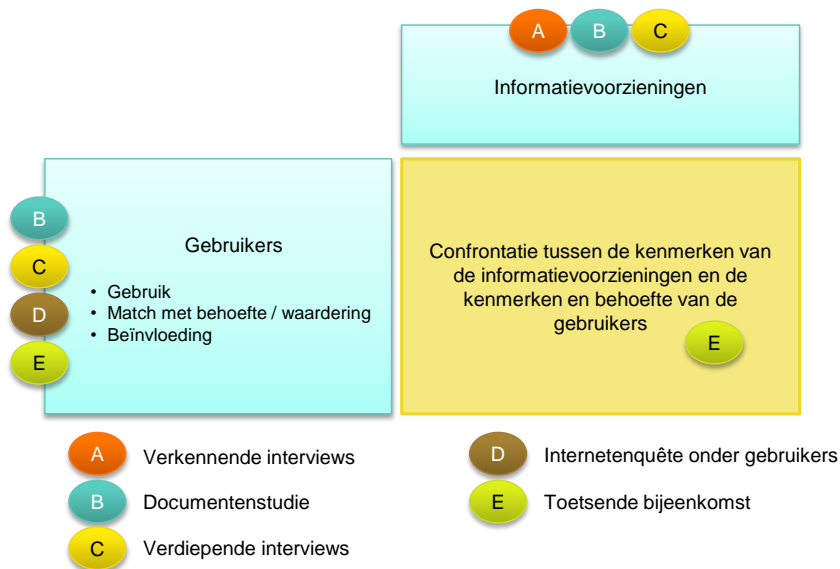 A B C
Informatievoorzieningen
B
C
D
E
Gebruikers
• Gebruik
• Match met behoefte / waardering
• Beïnvloeding
Confrontatie tussen de kenmerken van
de informatievoorzieningen en de
kenmerken en behoefte van de
gebruikers
E
A Verkennende interviews
B Documentenstudie
C Verdiepende interviews
D Internetenquête onder gebruikers
E Toetsende bijeenkomst